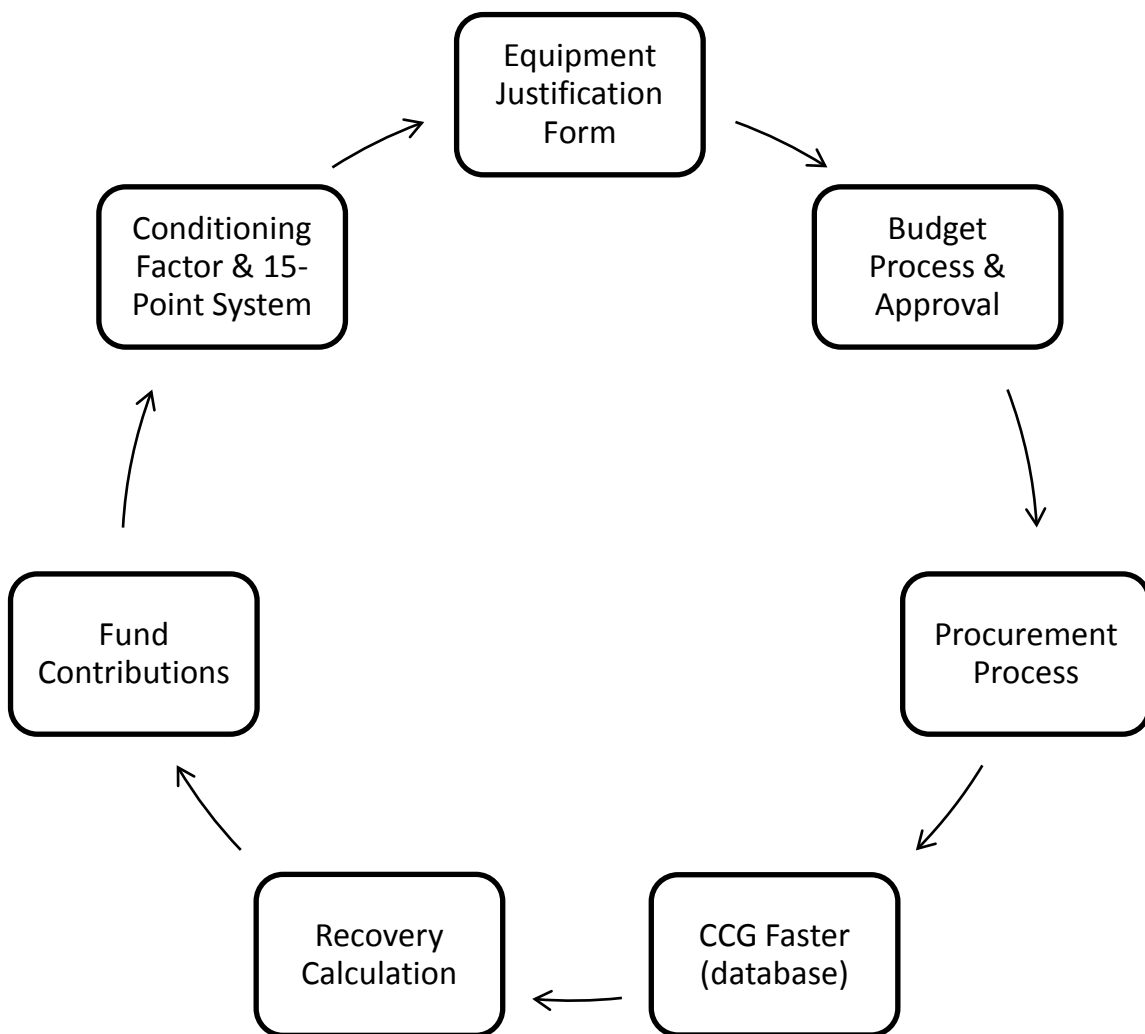 Equipment
Justification
Form
Budget
Process &
Approval
Procurement
Process
CCG Faster
(database)
Recovery
Calculation
Fund
Contributions
Conditioning
Factor & 15-
Point System